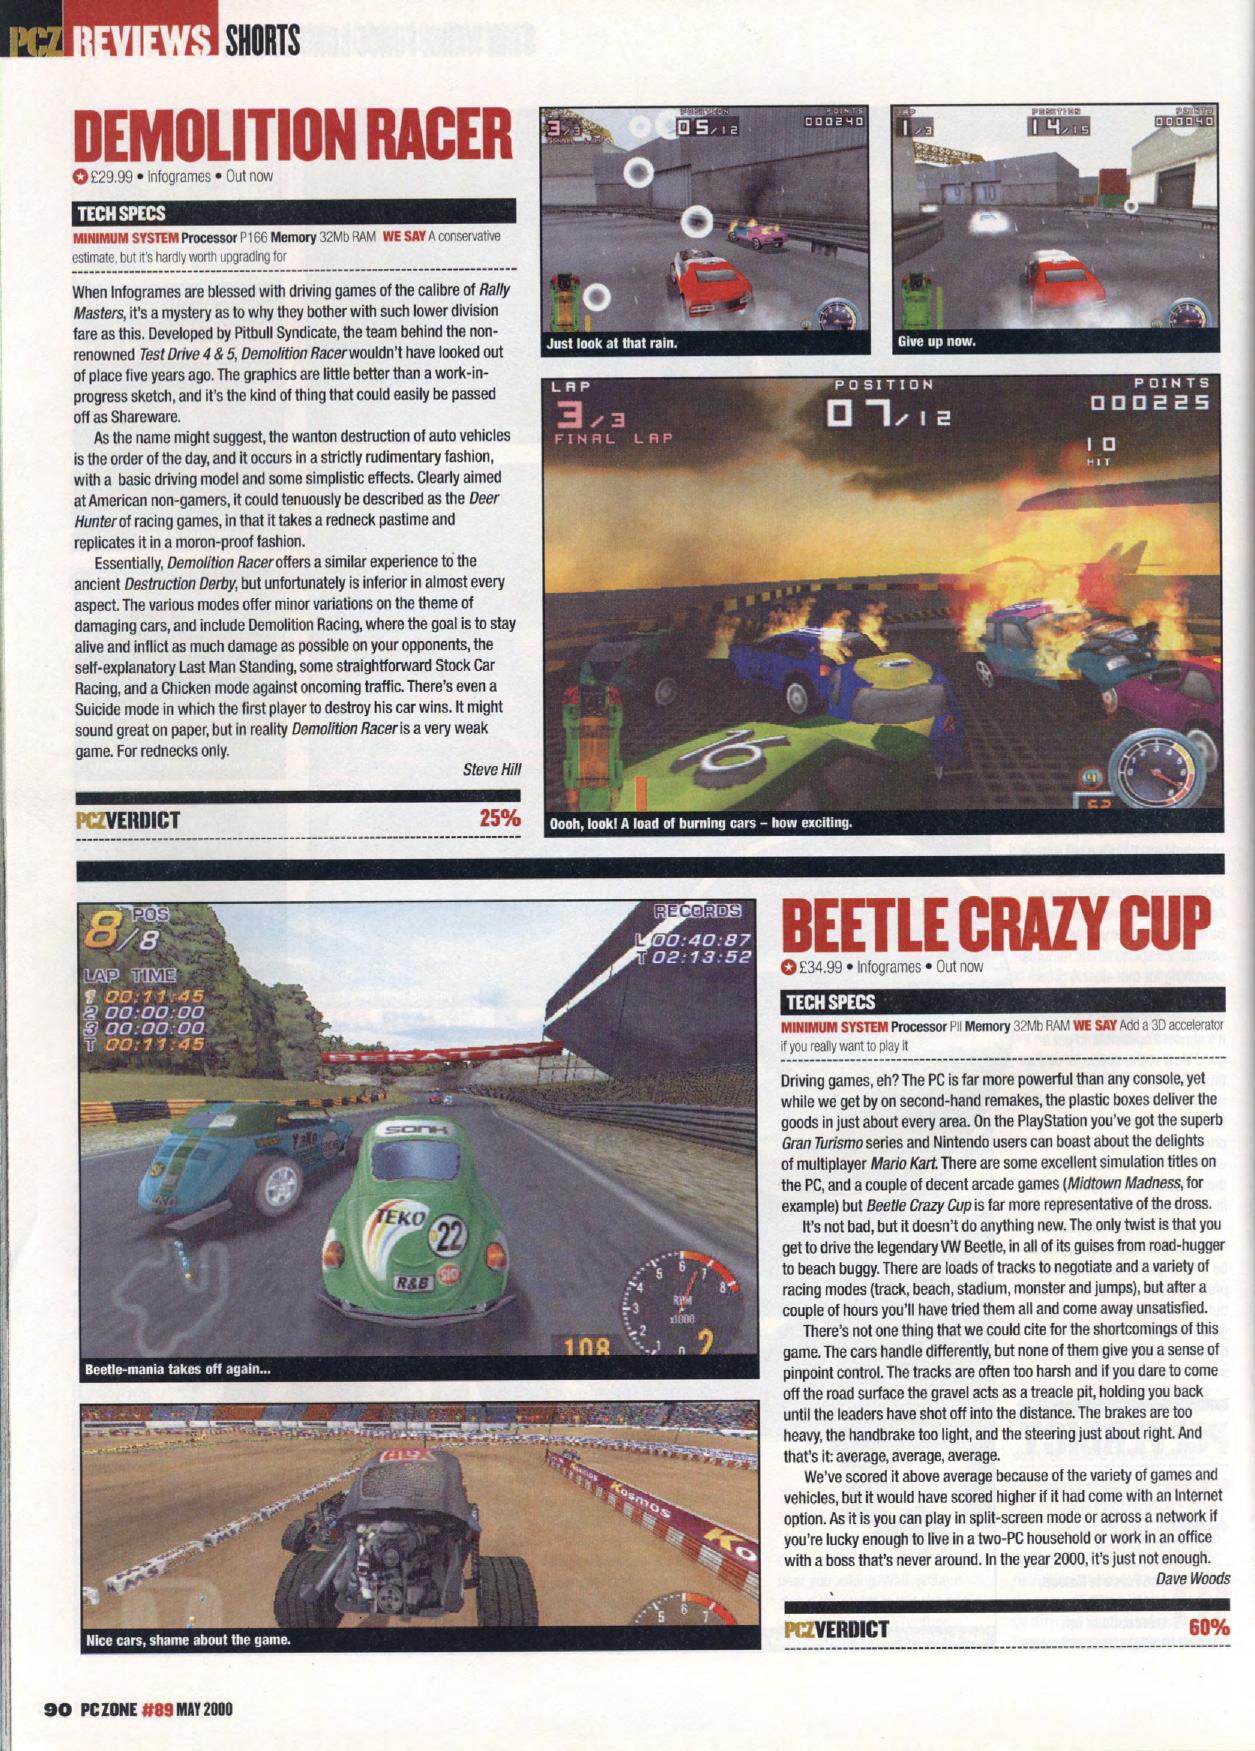 PCZ REVIEWS SHORTS
DEMOLITION RACER
£29.99 • Infogrames • Out now
TECH SPECS
MINIMUM SYSTEM Processor P166 Memory 32Mb RAM WE SAY A conservative
estimate, but it's hardly worth upgrading for
When Infogrames are blessed with driving games of the calibre of Rally
Masters, it's a mystery as to why they bother with such lower division
fare as this. Developed by Pitbull Syndicate, the team behind the non-
renowned Test Drive 4 & 5, Demolition Racer wouldn't have looked out
of place five years ago. The graphics are little better than a work-in-
progress sketch, and it's the kind of thing that could easily be passed
off as Shareware.
As the name might suggest, the wanton destruction of auto vehicles
is the order of the day, and it occurs in a strictly rudimentary fashion,
with a basic driving model and some simplistic effects. Clearly aimed
at American non-gamers, it could tenuously be described as the Deer
Hunter of racing games, in that it takes a redneck pastime and
replicates it in a moron-proof fashion.
Essentially, Demolition Racer offers a similar experience to the
ancient Destruction Derby, but unfortunately is inferior in almost every
aspect. The various modes offer minor variations on the theme of
damaging cars, and include Demolition Racing, where the goal is to stay
alive and inflict as much damage as possible on your opponents, the
self-explanatory Last Man Standing, some straightforward Stock Car
Racing, and a Chicken mode against oncoming traffic. There's even a
Suicide mode in which the first player to destroy his car wins. It might
sound great on paper, but in reality Demolition Racer is a very weak
game. For rednecks only.
Steve Hill
PCZVERDICT 25%
3/3
POSITION
05/12
POINTS
000240
Just look at that rain.
LAP
1/3
POSITION
14/15
POINTS
000040
9 10
Give up now.
LAP
3/3
FINAL LAP
POSITION
07/12
POINTS
000225
10
HIT
16
62
Oooh, look! A load of burning cars – how exciting.
8/8 POS
LAP TIME
1 00:11:45
2 00:00:00
3 00:00:00
T 00:11:45
RECORDS
L 00:40:87
T 02:13:52
YAKO
SONK
TEKO
22
R&B
RPM
x1000
108
2
Beetle-mania takes off again...
ALEX
Kosmos
Kosmos
Ko
5 6 7
Nice cars, shame about the game.
BEETLE CRAZY CUP
£34.99 • Infogrames • Out now
TECH SPECS
MINIMUM SYSTEM Processor PII Memory 32Mb RAM WE SAY Add a 3D accelerator
if you really want to play it
Driving games, eh? The PC is far more powerful than any console, yet
while we get by on second-hand remakes, the plastic boxes deliver the
goods in just about every area. On the PlayStation you've got the superb
Gran Turismo series and Nintendo users can boast about the delights
of multiplayer Mario Kart. There are some excellent simulation titles on
the PC, and a couple of decent arcade games (Midtown Madness, for
example) but Beetle Crazy Cup is far more representative of the dross.
It's not bad, but it doesn't do anything new. The only twist is that you
get to drive the legendary VW Beetle, in all of its guises from road-hugger
to beach buggy. There are loads of tracks to negotiate and a variety of
racing modes (track, beach, stadium, monster and jumps), but after a
couple of hours you'll have tried them all and come away unsatisfied.
There's not one thing that we could cite for the shortcomings of this
game. The cars handle differently, but none of them give you a sense of
pinpoint control. The tracks are often too harsh and if you dare to come
off the road surface the gravel acts as a treacle pit, holding you back
until the leaders have shot off into the distance. The brakes are too
heavy, the handbrake too light, and the steering just about right. And
that's it: average, average, average.
We've scored it above average because of the variety of games and
vehicles, but it would have scored higher if it had come with an Internet
option. As it is you can play in split-screen mode or across a network if
you're lucky enough to live in a two-PC household or work in an office
with a boss that's never around. In the year 2000, it's just not enough.
Dave Woods
PCZVERDICT 60%
90 PCZONE #89 MAY 2000